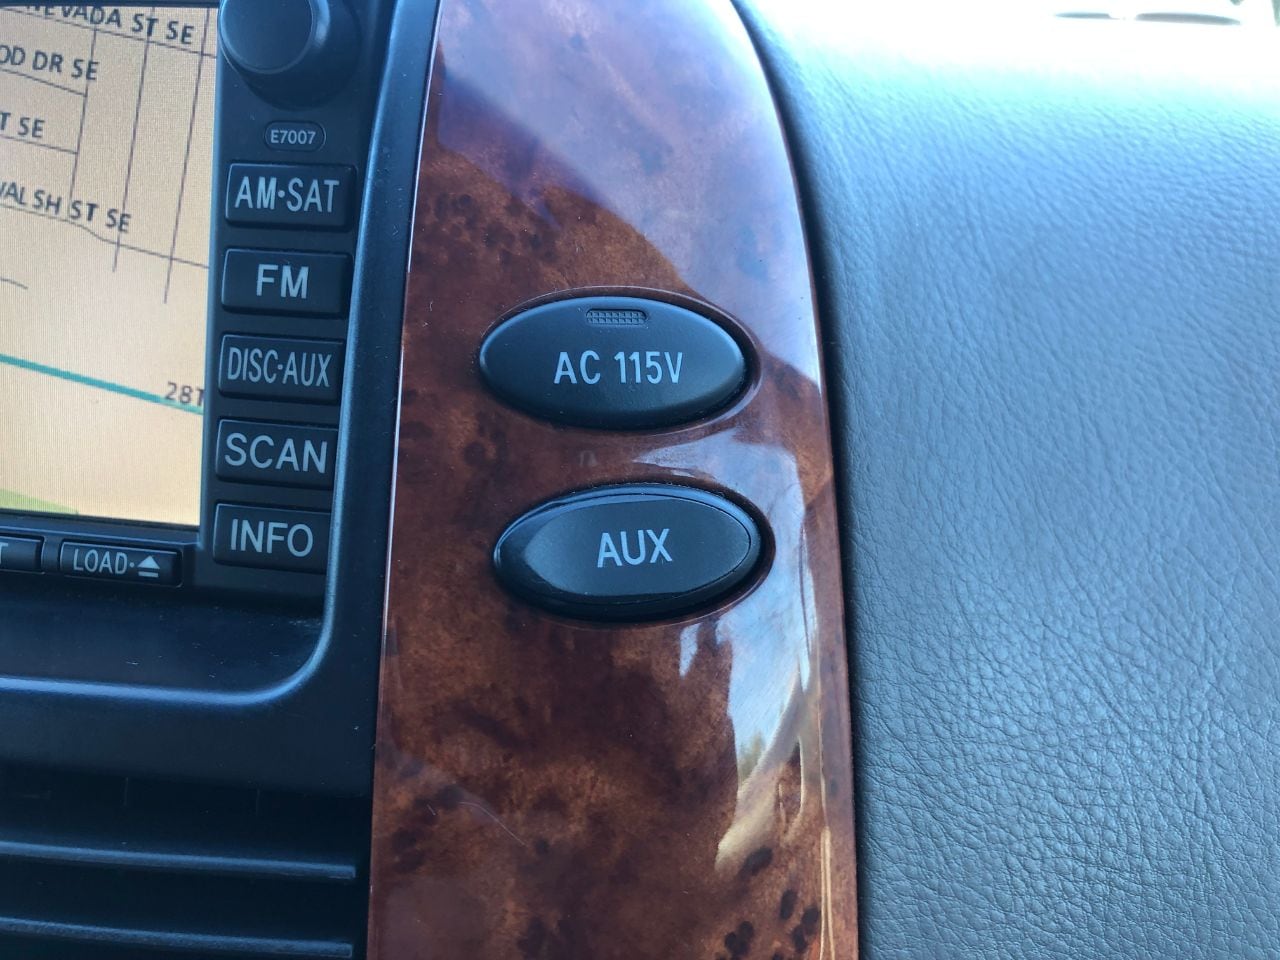 NEVADA ST SE
OD DR SE
T SE
WALSH ST SE
28T
E7007
AM·SAT
FM
DISC·AUX
SCAN
INFO
T
LOAD·
AC 115V
AUX